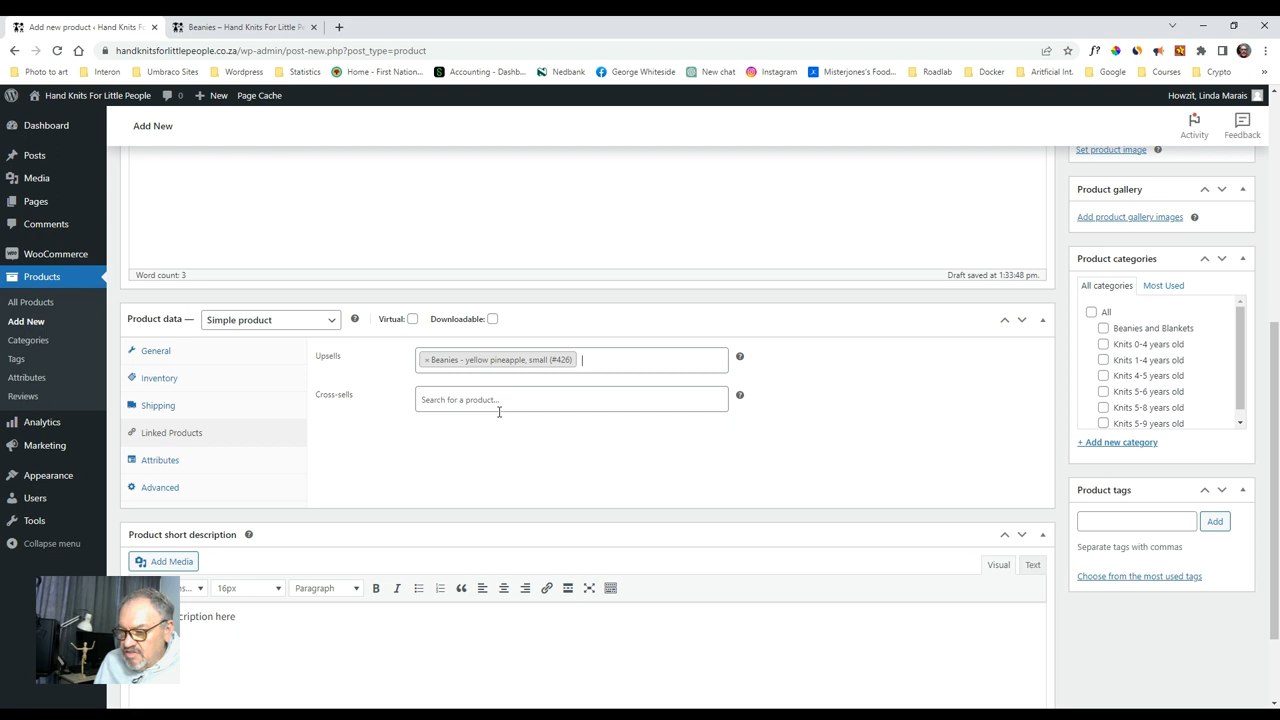 Add new product ‹ Hand Knits F
Beanies – Hand Knits For Little Pe
handknitsforlittlepeople.co.za/wp-admin/post-new.php?post_type=product
Photo to art
Interon
Umbraco Sites
Wordpress
Statistics
Home - First Nation...
Accounting - Dashb...
Nedbank
George Whiteside
New chat
Instagram
Misterjones's Food...
Roadlab
Docker
Aritficial Int.
Google
Courses
Crypto
»
Hand Knits For Little People
0
New
Page Cache
Howzit, Linda Marais
Dashboard
Posts
Media
Pages
Comments
WooCommerce
Products
All Products
Add New
Categories
Tags
Attributes
Reviews
Analytics
Marketing
Appearance
Users
Tools
Collapse menu
Add New
Activity
Feedback
Word count: 3
Draft saved at 1:33:48 pm.
Product data —
Simple product
Virtual:
Downloadable:
General
Inventory
Shipping
Linked Products
Attributes
Advanced
Upsells
× Beanies - yellow pineapple, small (#426)
Cross-sells
Search for a product...
Product short description
Add Media
Visual
Text
16px
Paragraph
cription here
Set product image
Product gallery
Add product gallery images
Product categories
All categories
Most Used
All
Beanies and Blankets
Knits 0-4 years old
Knits 1-4 years old
Knits 4-5 years old
Knits 5-6 years old
Knits 5-8 years old
Knits 5-9 years old
+ Add new category
Product tags
Add
Separate tags with commas
Choose from the most used tags